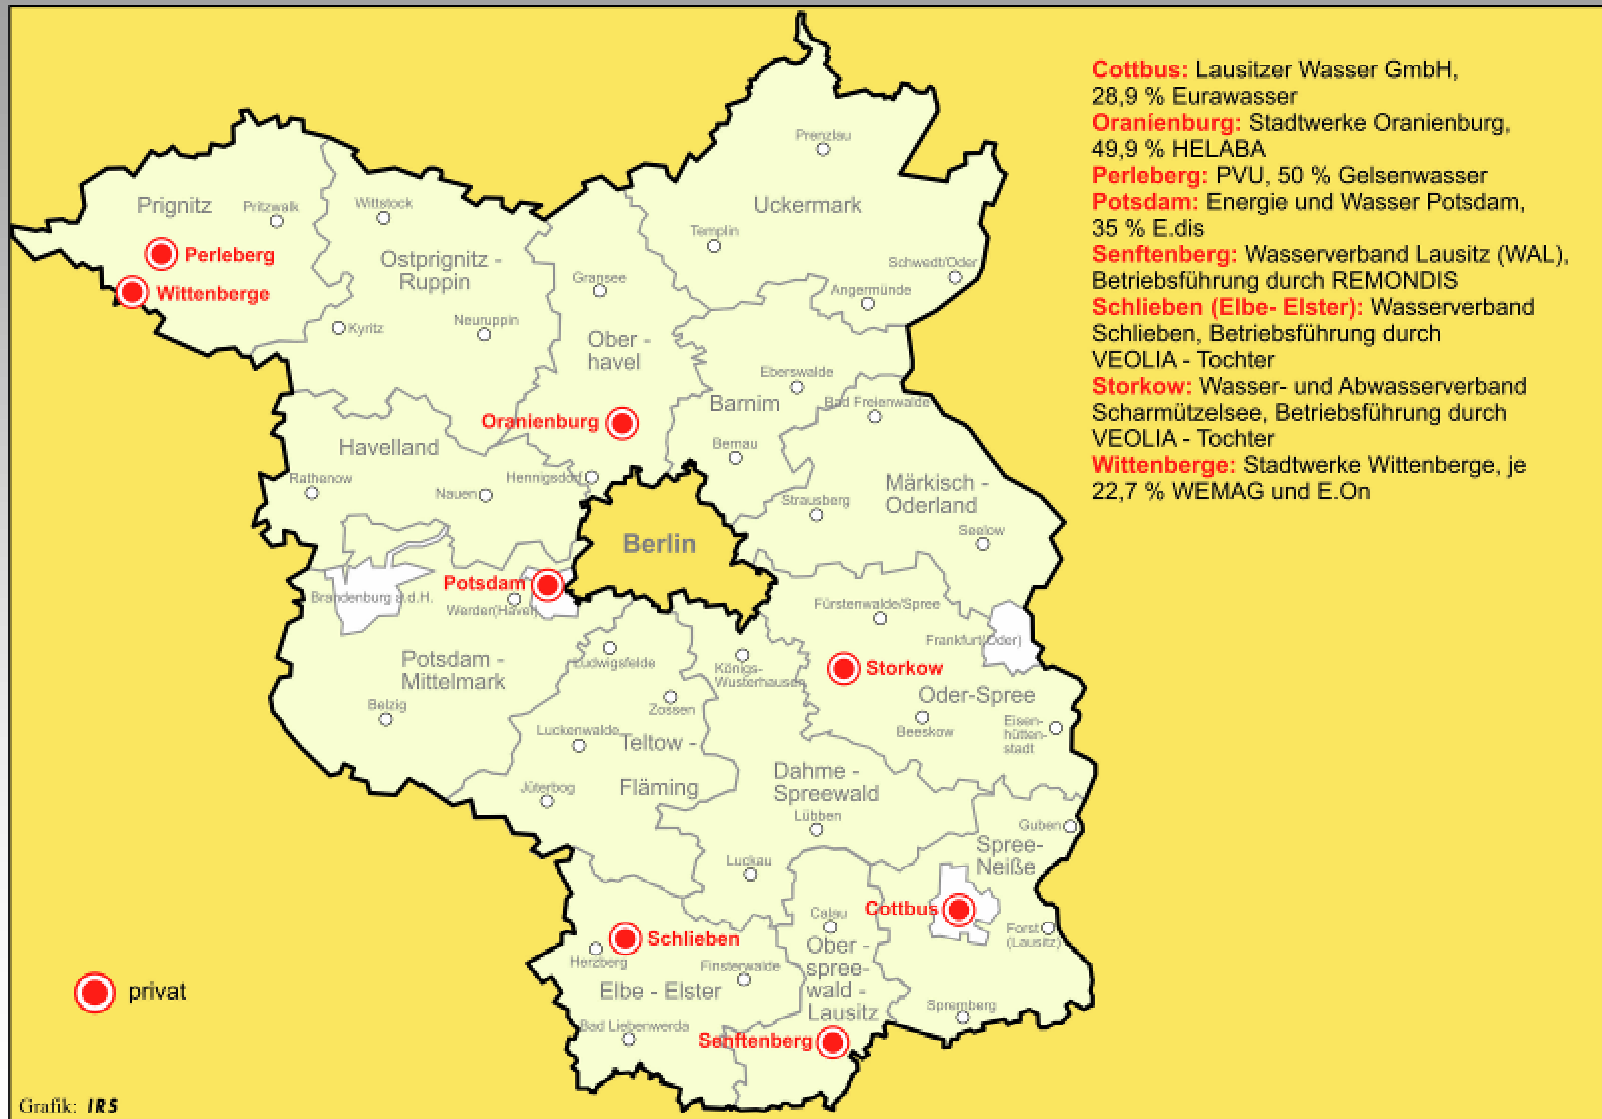 Cottbus: Lausitzer Wasser GmbH,
28,9 % Eurawasser
Oranienburg: Stadtwerke Oranienburg,
49,9 % HELABA
Perleberg: PVU, 50 % Gelsenwasser
Potsdam: Energie und Wasser Potsdam,
35 % E.dis
Senftenberg: Wasserverband Lausitz (WAL),
Betriebsführung durch REMONDIS
Schlieben (Elbe- Elster): Wasserverband
Schlieben, Betriebsführung durch
VEOLIA - Tochter
Storkow: Wasser- und Abwasserverband
Scharmützelsee, Betriebsführung durch
VEOLIA - Tochter
Wittenberge: Stadtwerke Wittenberge, je
22,7 % WEMAG und E.On
Prenzlau
Prignitz
Pritzwalk
Wittstock
Uckermark
Templin
Perleberg
Ostprignitz -
Ruppin
Schwedt/Oder
Gransee
Angermünde
Wittenberge
Kyritz
Neuruppin
Ober -
havel
Eberswalde
Barnim
Bad Freienwalde
Oranienburg
Havelland
Bernau
Rathenow
Nauen
Hennigsdorf
Märkisch -
Oderland
Strausberg
Seelow
Berlin
Potsdam
Brandenburg a.d.H.
Werden(Havel)
Fürstenwalde/Spree
Frankfurt(Oder)
Potsdam -
Mittelmark
Ludwigsfelde
Königs-
Wusterhausen
Storkow
Oder-Spree
Belzig
Zossen
Beeskow
Eisen-
hütten-
stadt
Luckenwalde
Teltow -
Fläming
Dahme -
Spreewald
Jüterbog
Lübben
Guben
Spree-
Neiße
Luckau
Calau
Cottbus
Forst
(Lausitz)
Schlieben
Herzberg
Finsterwalde
Ober -
spree-
wald -
Lausitz
Elbe - Elster
Spremberg
Bad Liebenwerda
Senftenberg
privat
Grafik: IRS